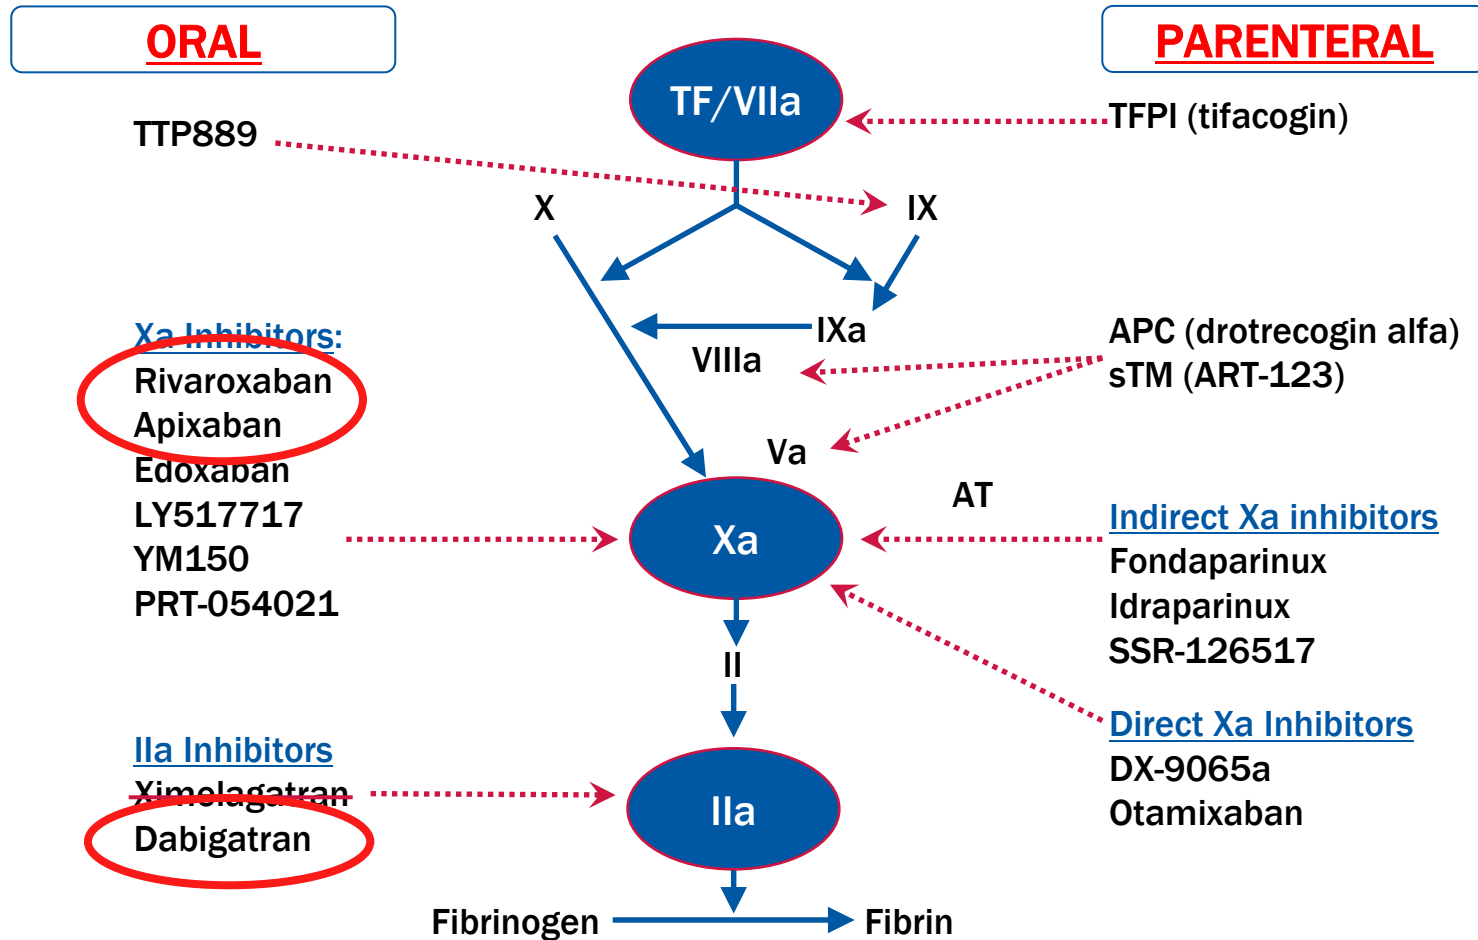 ORAL
PARENTERAL
TF/VIIa
TFPI (tifacogin)
TTP889
X
IX
Xa Inhibitors:
Rivaroxaban
Apixaban
Edoxaban
LY517717
YM150
PRT-054021
IXa
VIIIa
APC (drotrecogin alfa)
sTM (ART-123)
Va
AT
Xa
Indirect Xa inhibitors
Fondaparinux
Idraparinux
SSR-126517
II
Direct Xa Inhibitors
DX-9065a
Otamixaban
IIa Inhibitors
Ximelagatran
Dabigatran
IIa
Fibrinogen
Fibrin